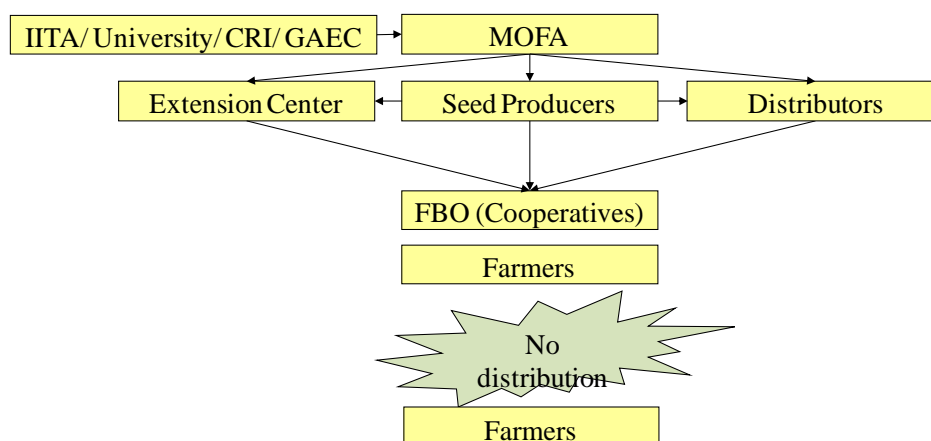 IITA/ University/ CRI/ GAEC
MOFA
Extension Center
Seed Producers
Distributors
FBO (Cooperatives)
Farmers
No
distribution
Farmers